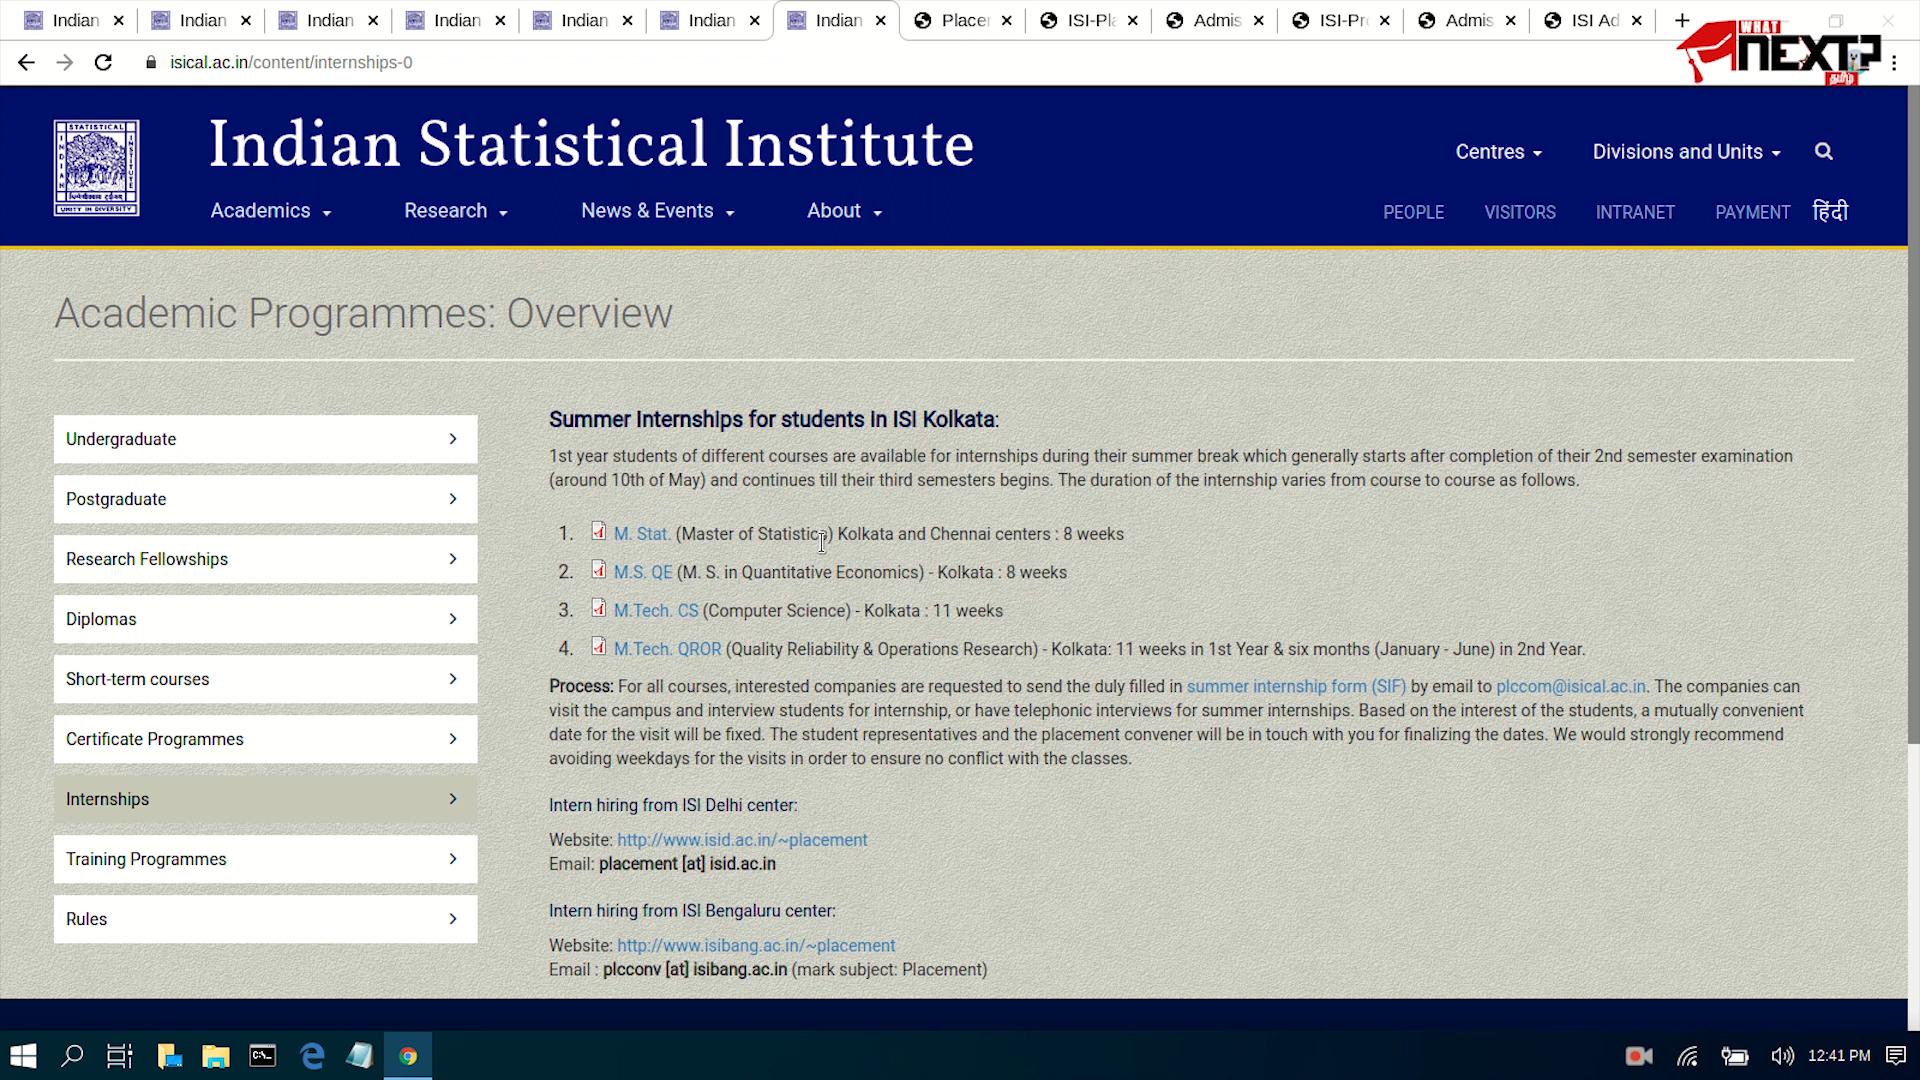 Indian
Indian
Indian
Indian
Indian
Indian
Indian
Placer
ISI-Pla
Admis
ISI-Pr
Admis
ISI Ad
isical.ac.in/content/internships-0
WHAT
NEXT?
தமிழ்
STATISTICAL
INDIAN
INSTITUTE
UNITY IN DIVERSITY
Indian Statistical Institute
Centres
Divisions and Units
Academics
Research
News & Events
About
PEOPLE
VISITORS
INTRANET
PAYMENT
हिंदी
Academic Programmes: Overview
Undergraduate
Postgraduate
Research Fellowships
Diplomas
Short-term courses
Certificate Programmes
Internships
Training Programmes
Rules
Summer Internships for students in ISI Kolkata:
1st year students of different courses are available for internships during their summer break which generally starts after completion of their 2nd semester examination
(around 10th of May) and continues till their third semesters begins. The duration of the internship varies from course to course as follows.
1. M. Stat. (Master of Statistics) Kolkata and Chennai centers : 8 weeks
2. M.S. QE (M. S. in Quantitative Economics) - Kolkata : 8 weeks
3. M.Tech. CS (Computer Science) - Kolkata : 11 weeks
4. M.Tech. QROR (Quality Reliability & Operations Research) - Kolkata: 11 weeks in 1st Year & six months (January - June) in 2nd Year.
Process: For all courses, interested companies are requested to send the duly filled in summer internship form (SIF) by email to plccom@isical.ac.in. The companies can
visit the campus and interview students for internship, or have telephonic interviews for summer internships. Based on the interest of the students, a mutually convenient
date for the visit will be fixed. The student representatives and the placement convener will be in touch with you for finalizing the dates. We would strongly recommend
avoiding weekdays for the visits in order to ensure no conflict with the classes.
Intern hiring from ISI Delhi center:
Website: http://www.isid.ac.in/~placement
Email: placement [at] isid.ac.in
Intern hiring from ISI Bengaluru center:
Website: http://www.isibang.ac.in/~placement
Email : plcconv [at] isibang.ac.in (mark subject: Placement)
12:41 PM